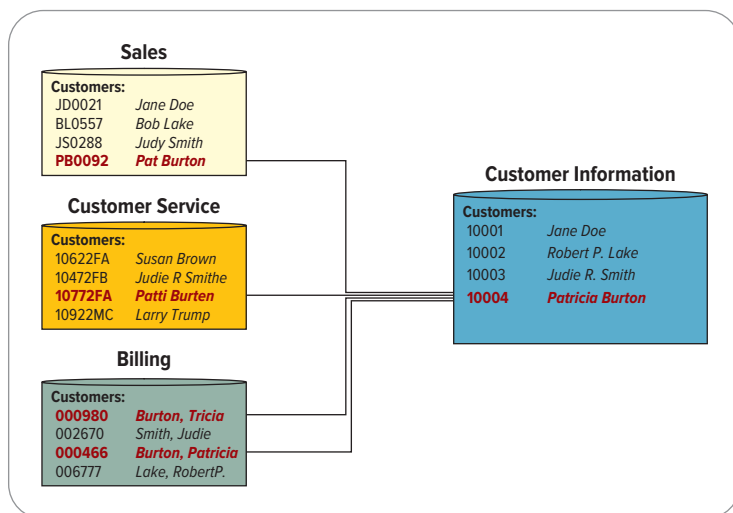 Sales
Customers:
JD0021 Jane Doe
BL0557 Bob Lake
JS0288 Judy Smith
PB0092 Pat Burton
Customer Service
Customers:
10622FA Susan Brown
10472FB Judie R Smithe
10772FA Patti Burten
10922MC Larry Trump
Billing
Customers:
000980 Burton, Tricia
002670 Smith, Judie
000466 Burton, Patricia
006777 Lake, RobertP.
Customer Information
Customers:
10001 Jane Doe
10002 Robert P. Lake
10003 Judie R. Smith
10004 Patricia Burton